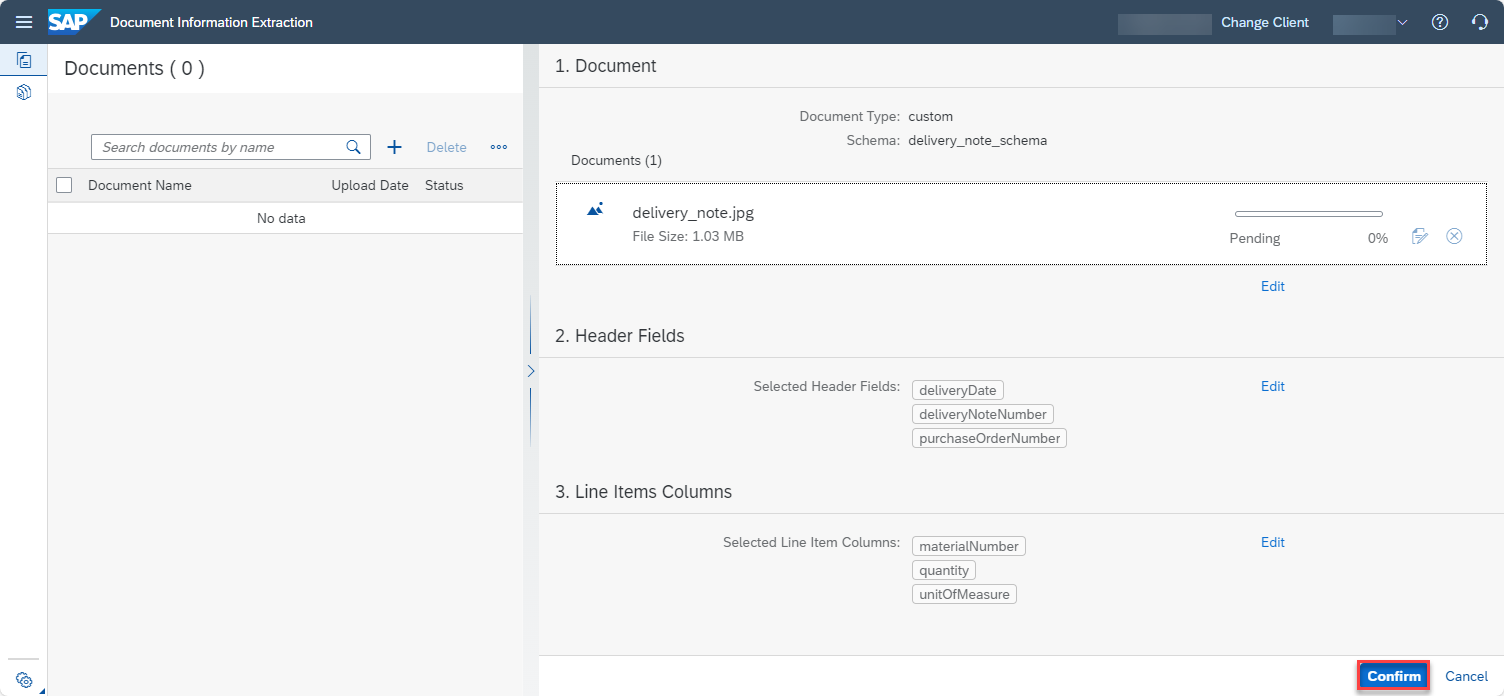 SAP Document Information Extraction
Change Client
Documents ( 0 )
Search documents by name
Delete
Document Name Upload Date Status
No data
1. Document
Document Type: custom
Schema: delivery_note_schema
Documents (1)
delivery_note.jpg
File Size: 1.03 MB
Pending 0%
Edit
2. Header Fields
Selected Header Fields: deliveryDate Edit
deliveryNoteNumber
purchaseOrderNumber
3. Line Items Columns
Selected Line Item Columns: materialNumber Edit
quantity
unitOfMeasure
Confirm Cancel